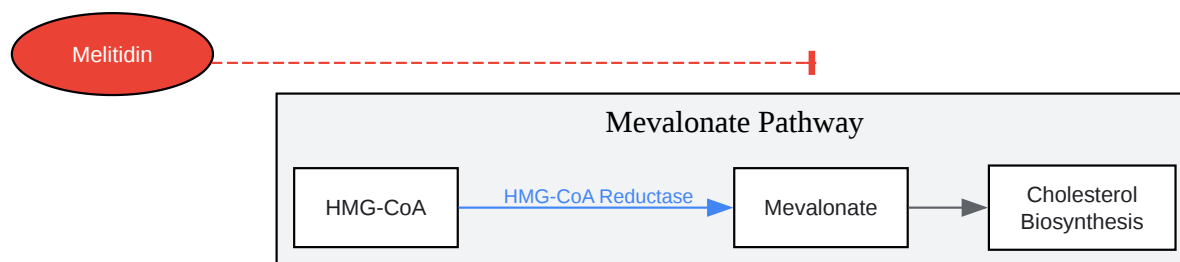 Melitidin
Mevalonate Pathway
HMG-CoA
HMG-CoA Reductase
Mevalonate
Cholesterol
Biosynthesis